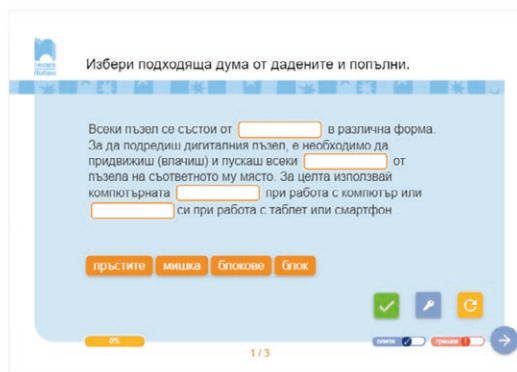 Избери подходяща дума от дадените и попълни.
Всеки пъзел се състои от в различна форма.
За да подредиш дигиталния пъзел, е необходимо да
придвижиш (влачиш) и пускаш всеки от
пъзела на съответното му място. За целта използвай
компютърната при работа с компютър или
си при работа с таблет или смартфон
пръстите мишка блокове блок
0%
1 / 3